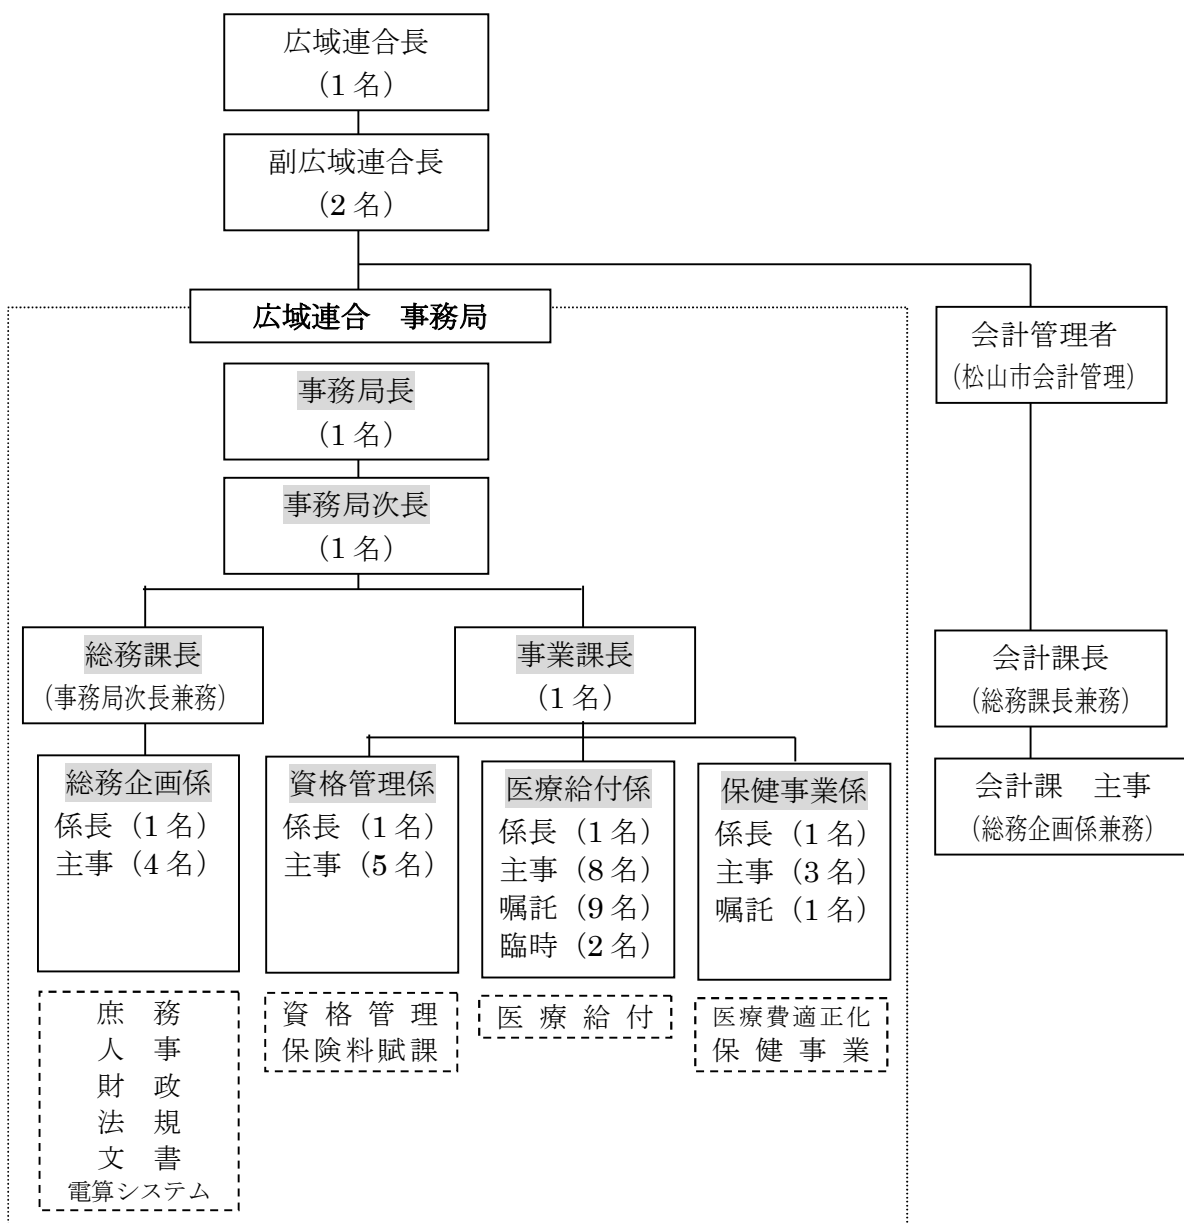 広域連合長
（1 名）
副広域連合長
（2 名）
広域連合　事務局
会計管理者
（松山市会計管理）
事務局長
（1 名）
事務局次長
（1 名）
総務課長
（事務局次長兼務）
事業課長
（1 名）
会計課長
（総務課長兼務）
総務企画係
係長（1 名）
主事（4 名）
資格管理係
係長（1 名）
主事（5 名）
医療給付係
係長（1 名）
主事（8 名）
嘱託（9 名）
臨時（2 名）
保健事業係
係長（1 名）
主事（3 名）
嘱託（1 名）
会計課　主事
（総務企画係兼務）
庶　務
人　事
財　政
法　規
文　書
電算システム
資 格 管 理
保険料賦課
医 療 給 付
医療費適正化
保 健 事 業